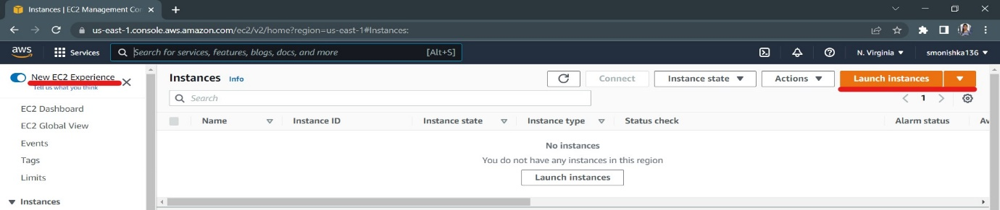 Instances | EC2 Management Con
us-east-1.console.aws.amazon.com/ec2/v2/home?region=us-east-1#Instances:
aws Services Search for services, features, blogs, docs, and more [Alt+S] N. Virginia smonishka136
New EC2 Experience
Tell us what you think
EC2 Dashboard
EC2 Global View
Events
Tags
Limits
Instances
Instances Info Connect Instance state Actions Launch instances
Search 1
Name Instance ID Instance state Instance type Status check Alarm status Av
No instances
You do not have any instances in this region
Launch instances